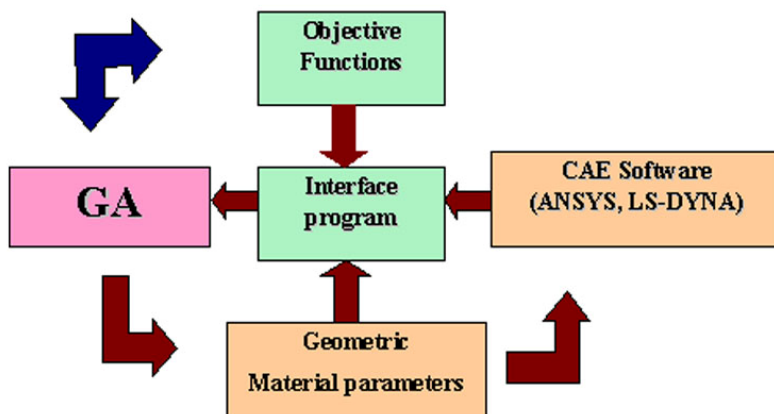 Objective
Functions
GA
Interface
program
CAE Software
(ANSYS, LS-DYNA)
Geometric
Material parameters